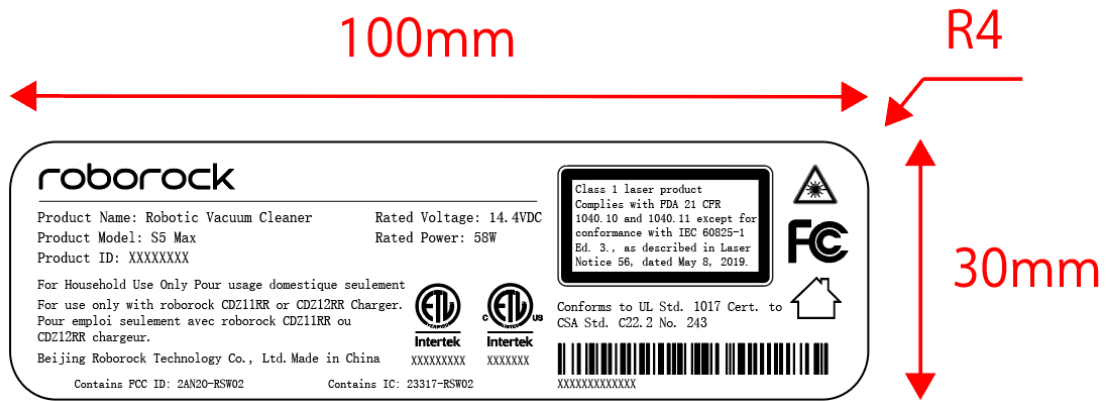 100mm
R4
30mm
roborock
Product Name: Robotic Vacuum Cleaner
Product Model: S5 Max
Product ID: XXXXXXXX
Rated Voltage: 14.4VDC
Rated Power: 58W
For Household Use Only Pour usage domestique seulement
For use only with roborock CDZ11RR or CDZ12RR Charger.
Pour emploi seulement avec roborock CDZ11RR ou
CDZ12RR chargeur.
Beijing Roborock Technology Co., Ltd. Made in China
Contains FCC ID: 2AN2O-RSW02
Contains IC: 23317-RSW02
ETL
Intertek
XXXXXXXXX
C ETL US
Intertek
XXXXXXX
Class 1 laser product
Complies with FDA 21 CFR
1040.10 and 1040.11 except for
conformance with IEC 60825-1
Ed. 3., as described in Laser
Notice 56, dated May 8, 2019.
FC
Conforms to UL Std. 1017 Cert. to
CSA Std. C22.2 No. 243
XXXXXXXXXXXXX